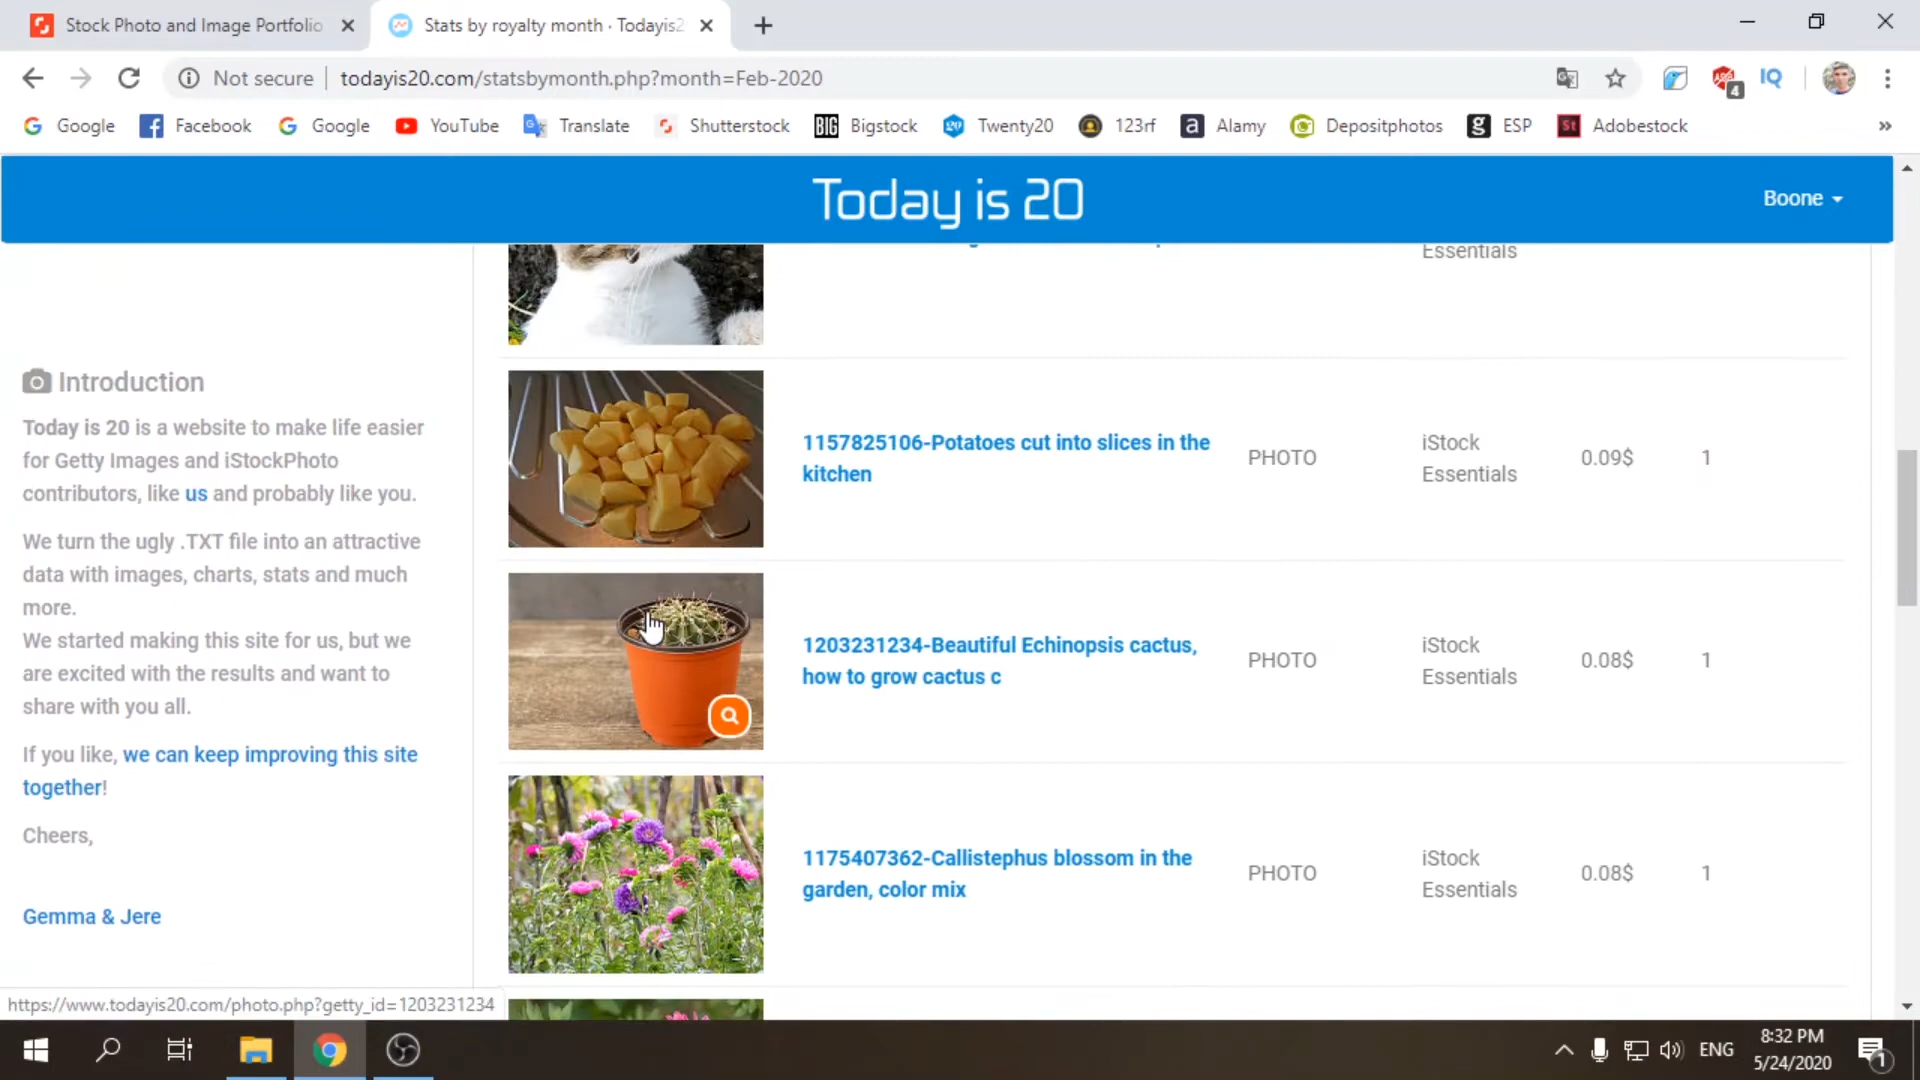 Stock Photo and Image Portfolio
Stats by royalty month · Todayis2
Not secure
todayis20.com/statsbymonth.php?month=Feb-2020
4
IQ
Google
Facebook
Google
YouTube
Translate
Shutterstock
BIG
Bigstock
20
Twenty20
123rf
a
Alamy
Depositphotos
g
ESP
St
Adobestock
»
Today is 20
Boone
Essentials
Introduction
Today is 20 is a website to make life easier
for Getty Images and iStockPhoto
contributors, like us and probably like you.
We turn the ugly .TXT file into an attractive
data with images, charts, stats and much
more.
We started making this site for us, but we
are excited with the results and want to
share with you all.
If you like, we can keep improving this site
together!
Cheers,
Gemma & Jere
1157825106-Potatoes cut into slices in the
kitchen
PHOTO
iStock
Essentials
0.09$
1
1203231234-Beautiful Echinopsis cactus,
how to grow cactus c
PHOTO
iStock
Essentials
0.08$
1
1175407362-Callistephus blossom in the
garden, color mix
PHOTO
iStock
Essentials
0.08$
1
https://www.todayis20.com/photo.php?getty_id=1203231234
ENG
8:32 PM
5/24/2020
1